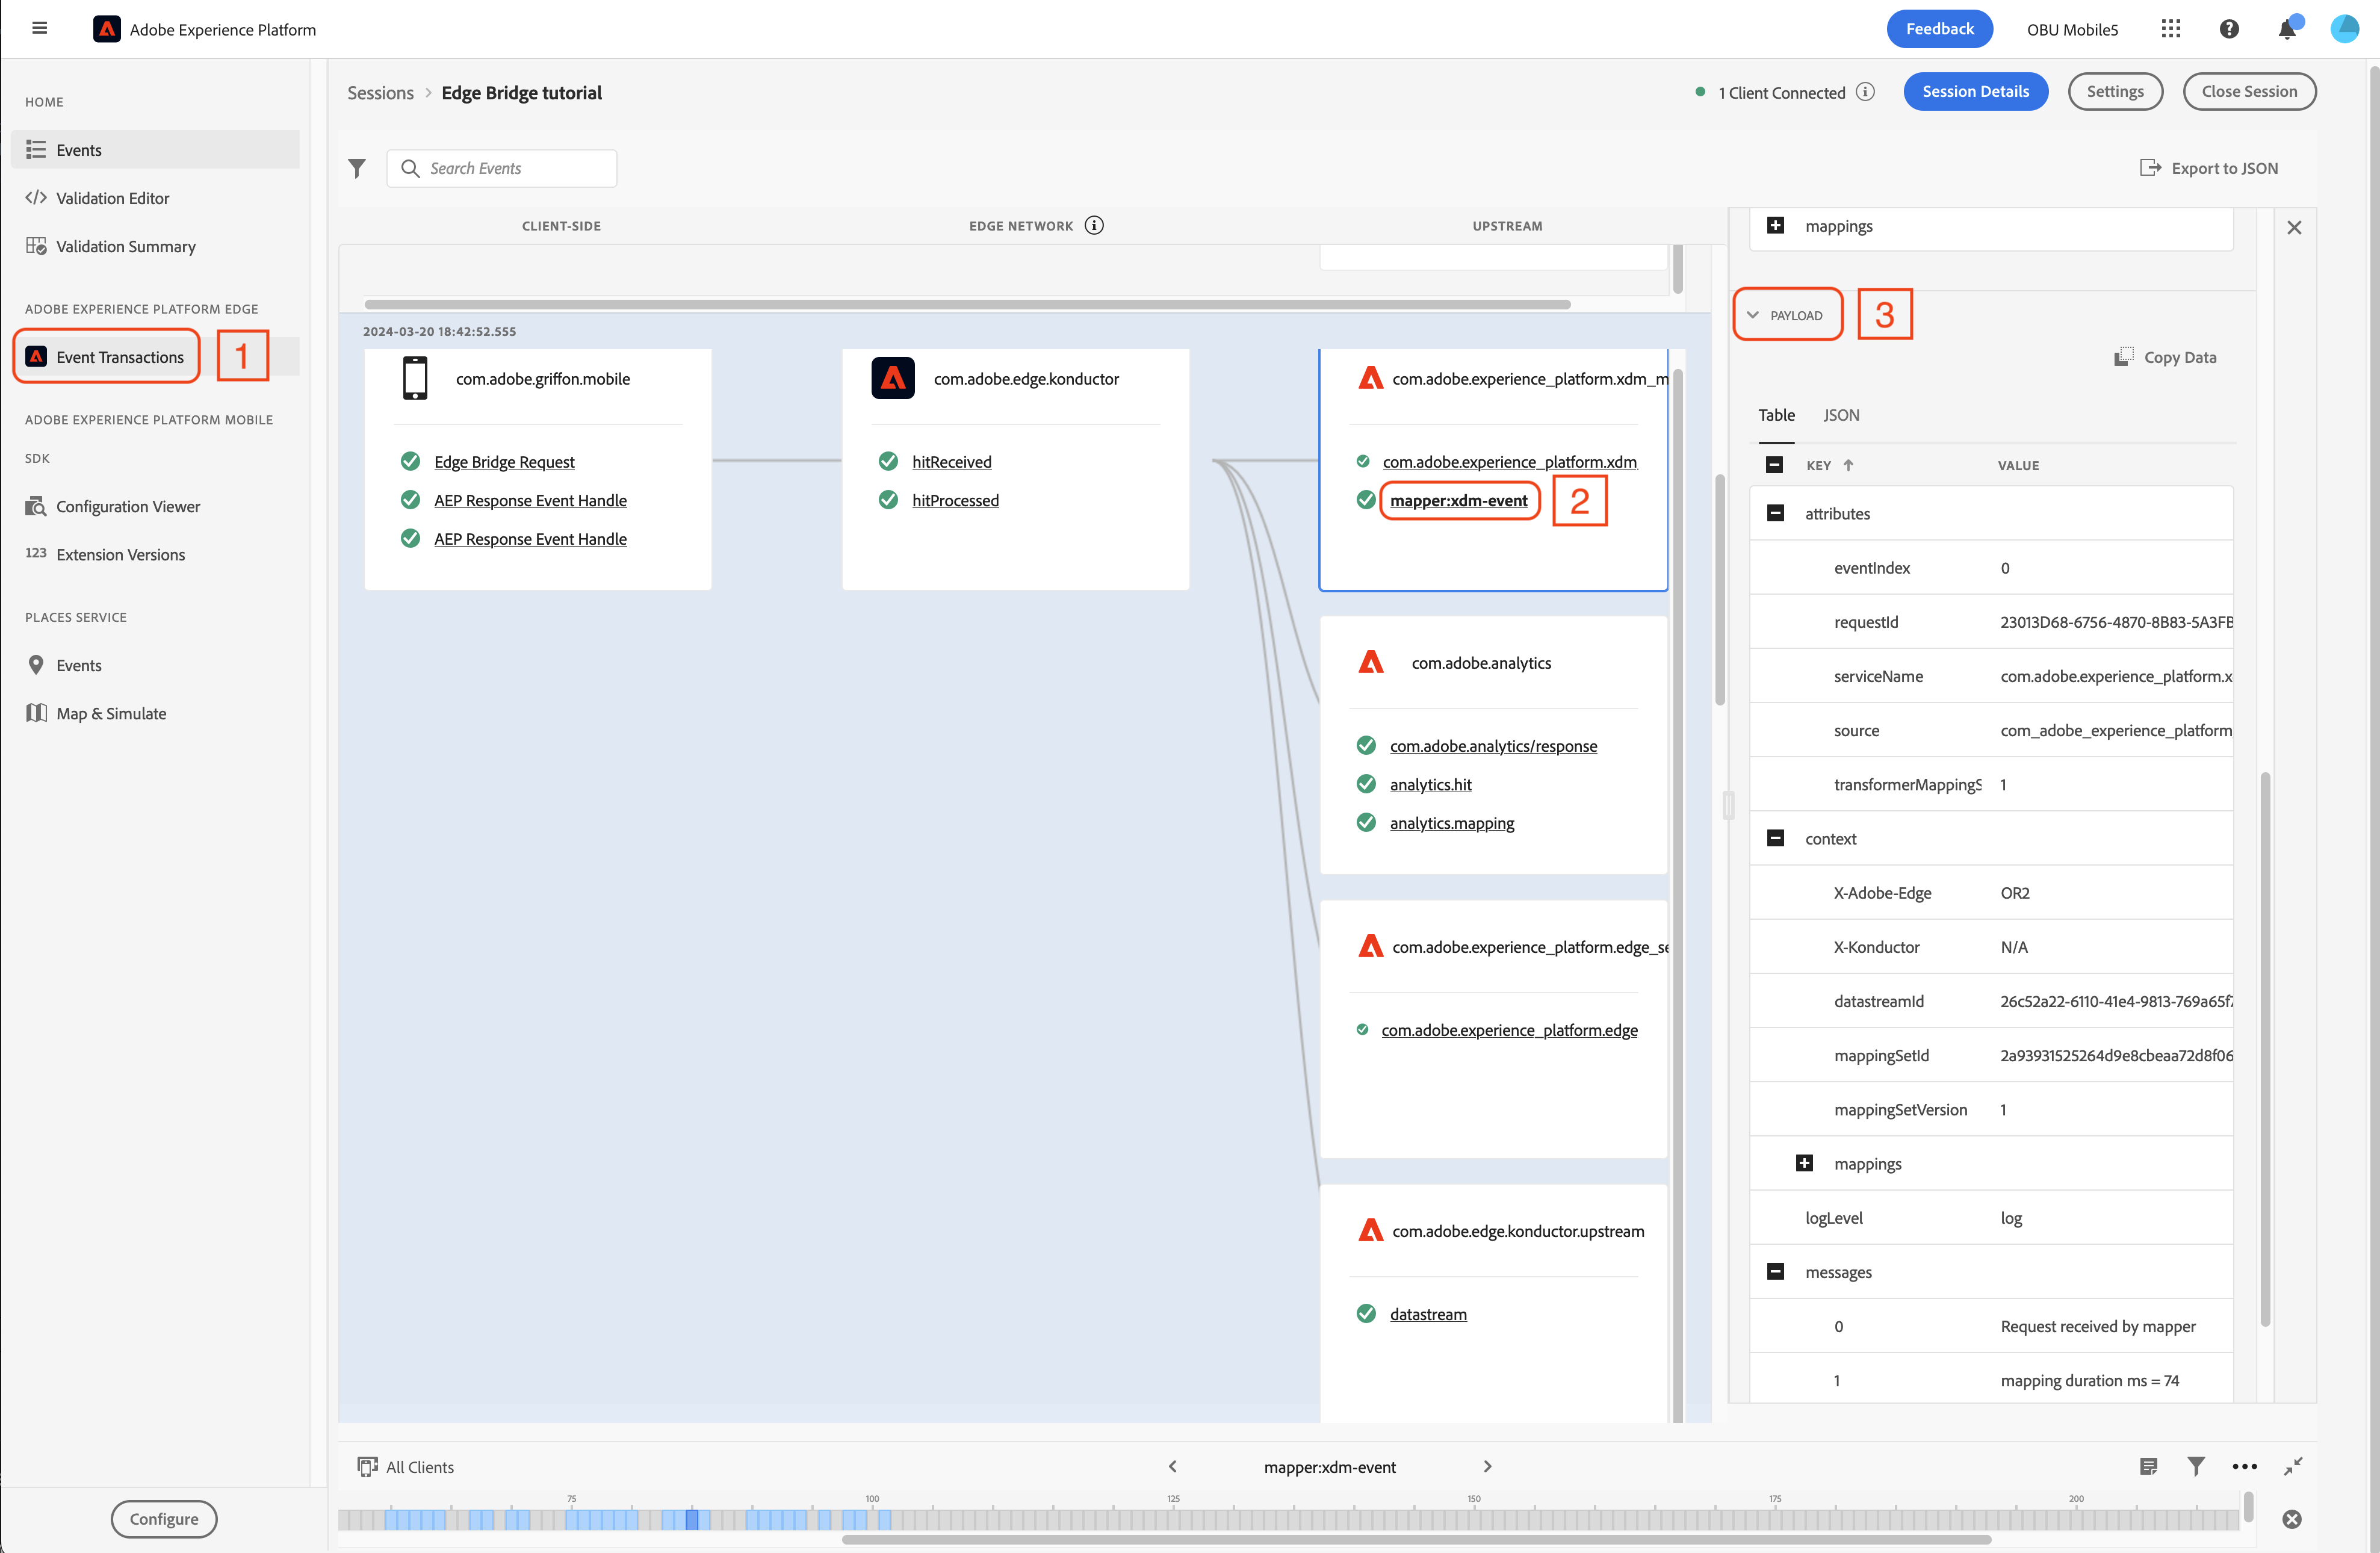 Adobe Experience Platform
Feedback
OBU Mobile5
HOME
Events
Validation Editor
Validation Summary
ADOBE EXPERIENCE PLATFORM EDGE
Event Transactions
1
ADOBE EXPERIENCE PLATFORM MOBILE
SDK
Configuration Viewer
123 Extension Versions
PLACES SERVICE
Events
Map & Simulate
Configure
Sessions > Edge Bridge tutorial
1 Client Connected
Session Details
Settings
Close Session
Search Events
Export to JSON
CLIENT-SIDE
EDGE NETWORK
UPSTREAM
2024-03-20 18:42:52.555
com.adobe.griffon.mobile
Edge Bridge Request
AEP Response Event Handle
AEP Response Event Handle
com.adobe.edge.konductor
hitReceived
hitProcessed
com.adobe.experience_platform.xdm_m
com.adobe.experience_platform.xdm
mapper:xdm-event
2
com.adobe.analytics
com.adobe.analytics/response
analytics.hit
analytics.mapping
com.adobe.experience_platform.edge_se
com.adobe.experience_platform.edge
com.adobe.edge.konductor.upstream
datastream
mappings
PAYLOAD
3
Copy Data
Table JSON
KEY VALUE
attributes
eventIndex 0
requestId 23013D68-6756-4870-8B83-5A3FB
serviceName com.adobe.experience_platform.x
source com_adobe_experience_platform
transformerMappingS 1
context
X-Adobe-Edge OR2
X-Konductor N/A
datastreamId 26c52a22-6110-41e4-9813-769a65f7
mappingSetId 2a93931525264d9e8cbeaa72d8f06
mappingSetVersion 1
mappings
logLevel log
messages
0 Request received by mapper
1 mapping duration ms = 74
All Clients
mapper:xdm-event
75 100 125 150 175 200